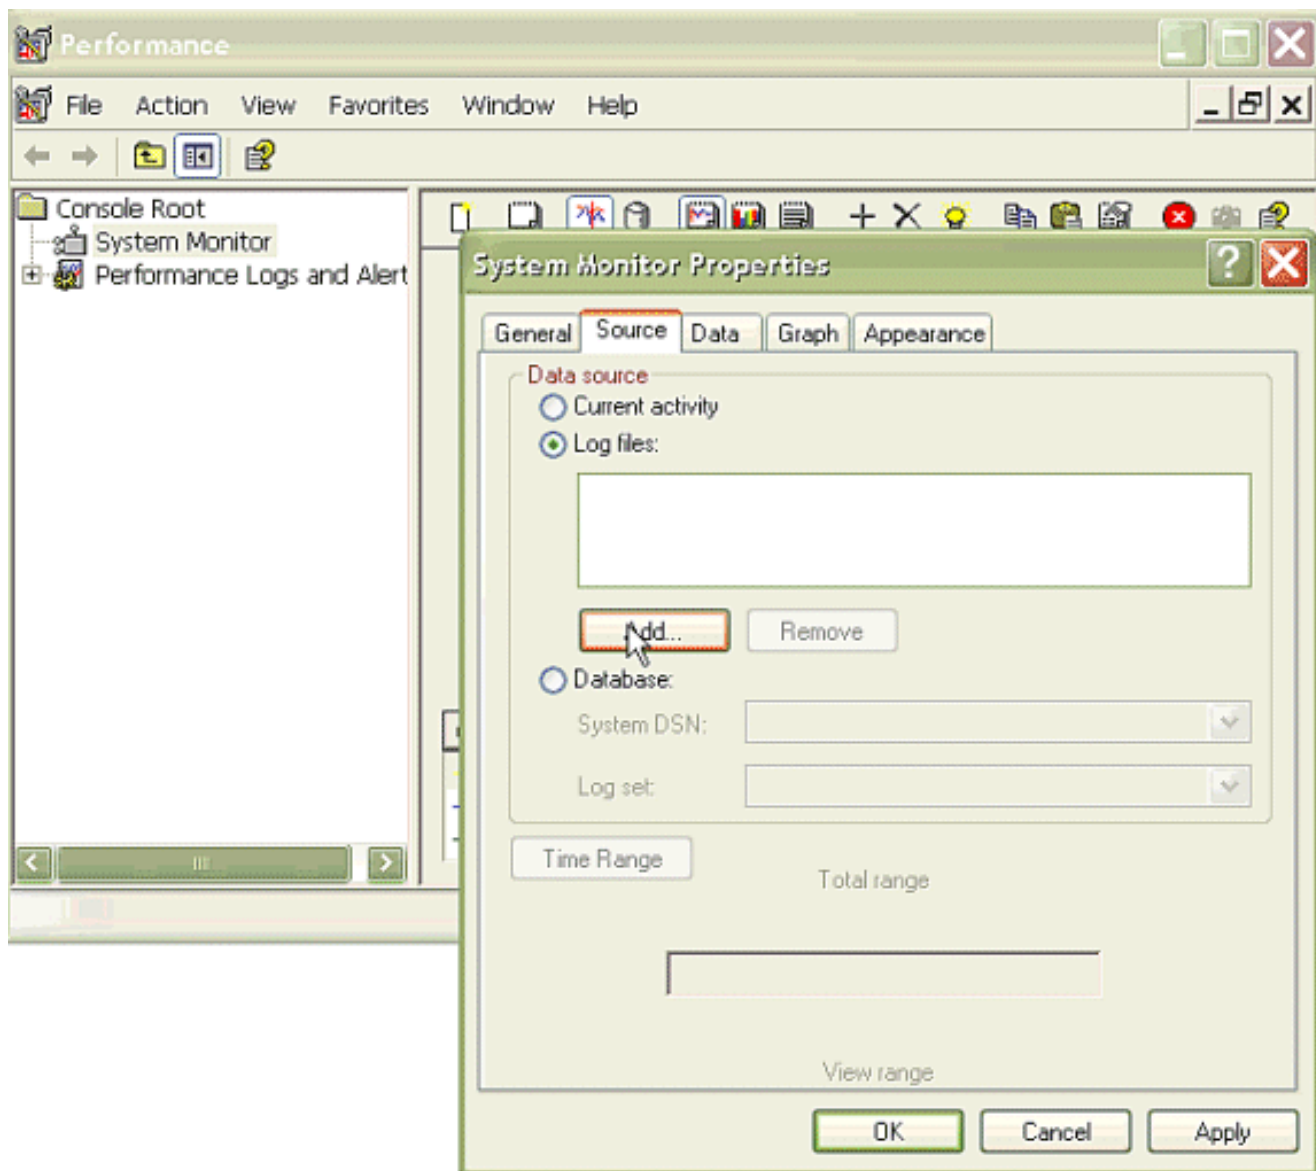 Performance
File Action View Favorites Window Help
Console Root
System Monitor
Performance Logs and Alert
System Monitor Properties
General Source Data Graph Appearance
Data source
Current activity
Log files:
Add... Remove
Database:
System DSN:
Log set:
Time Range
Total range
View range
OK Cancel Apply